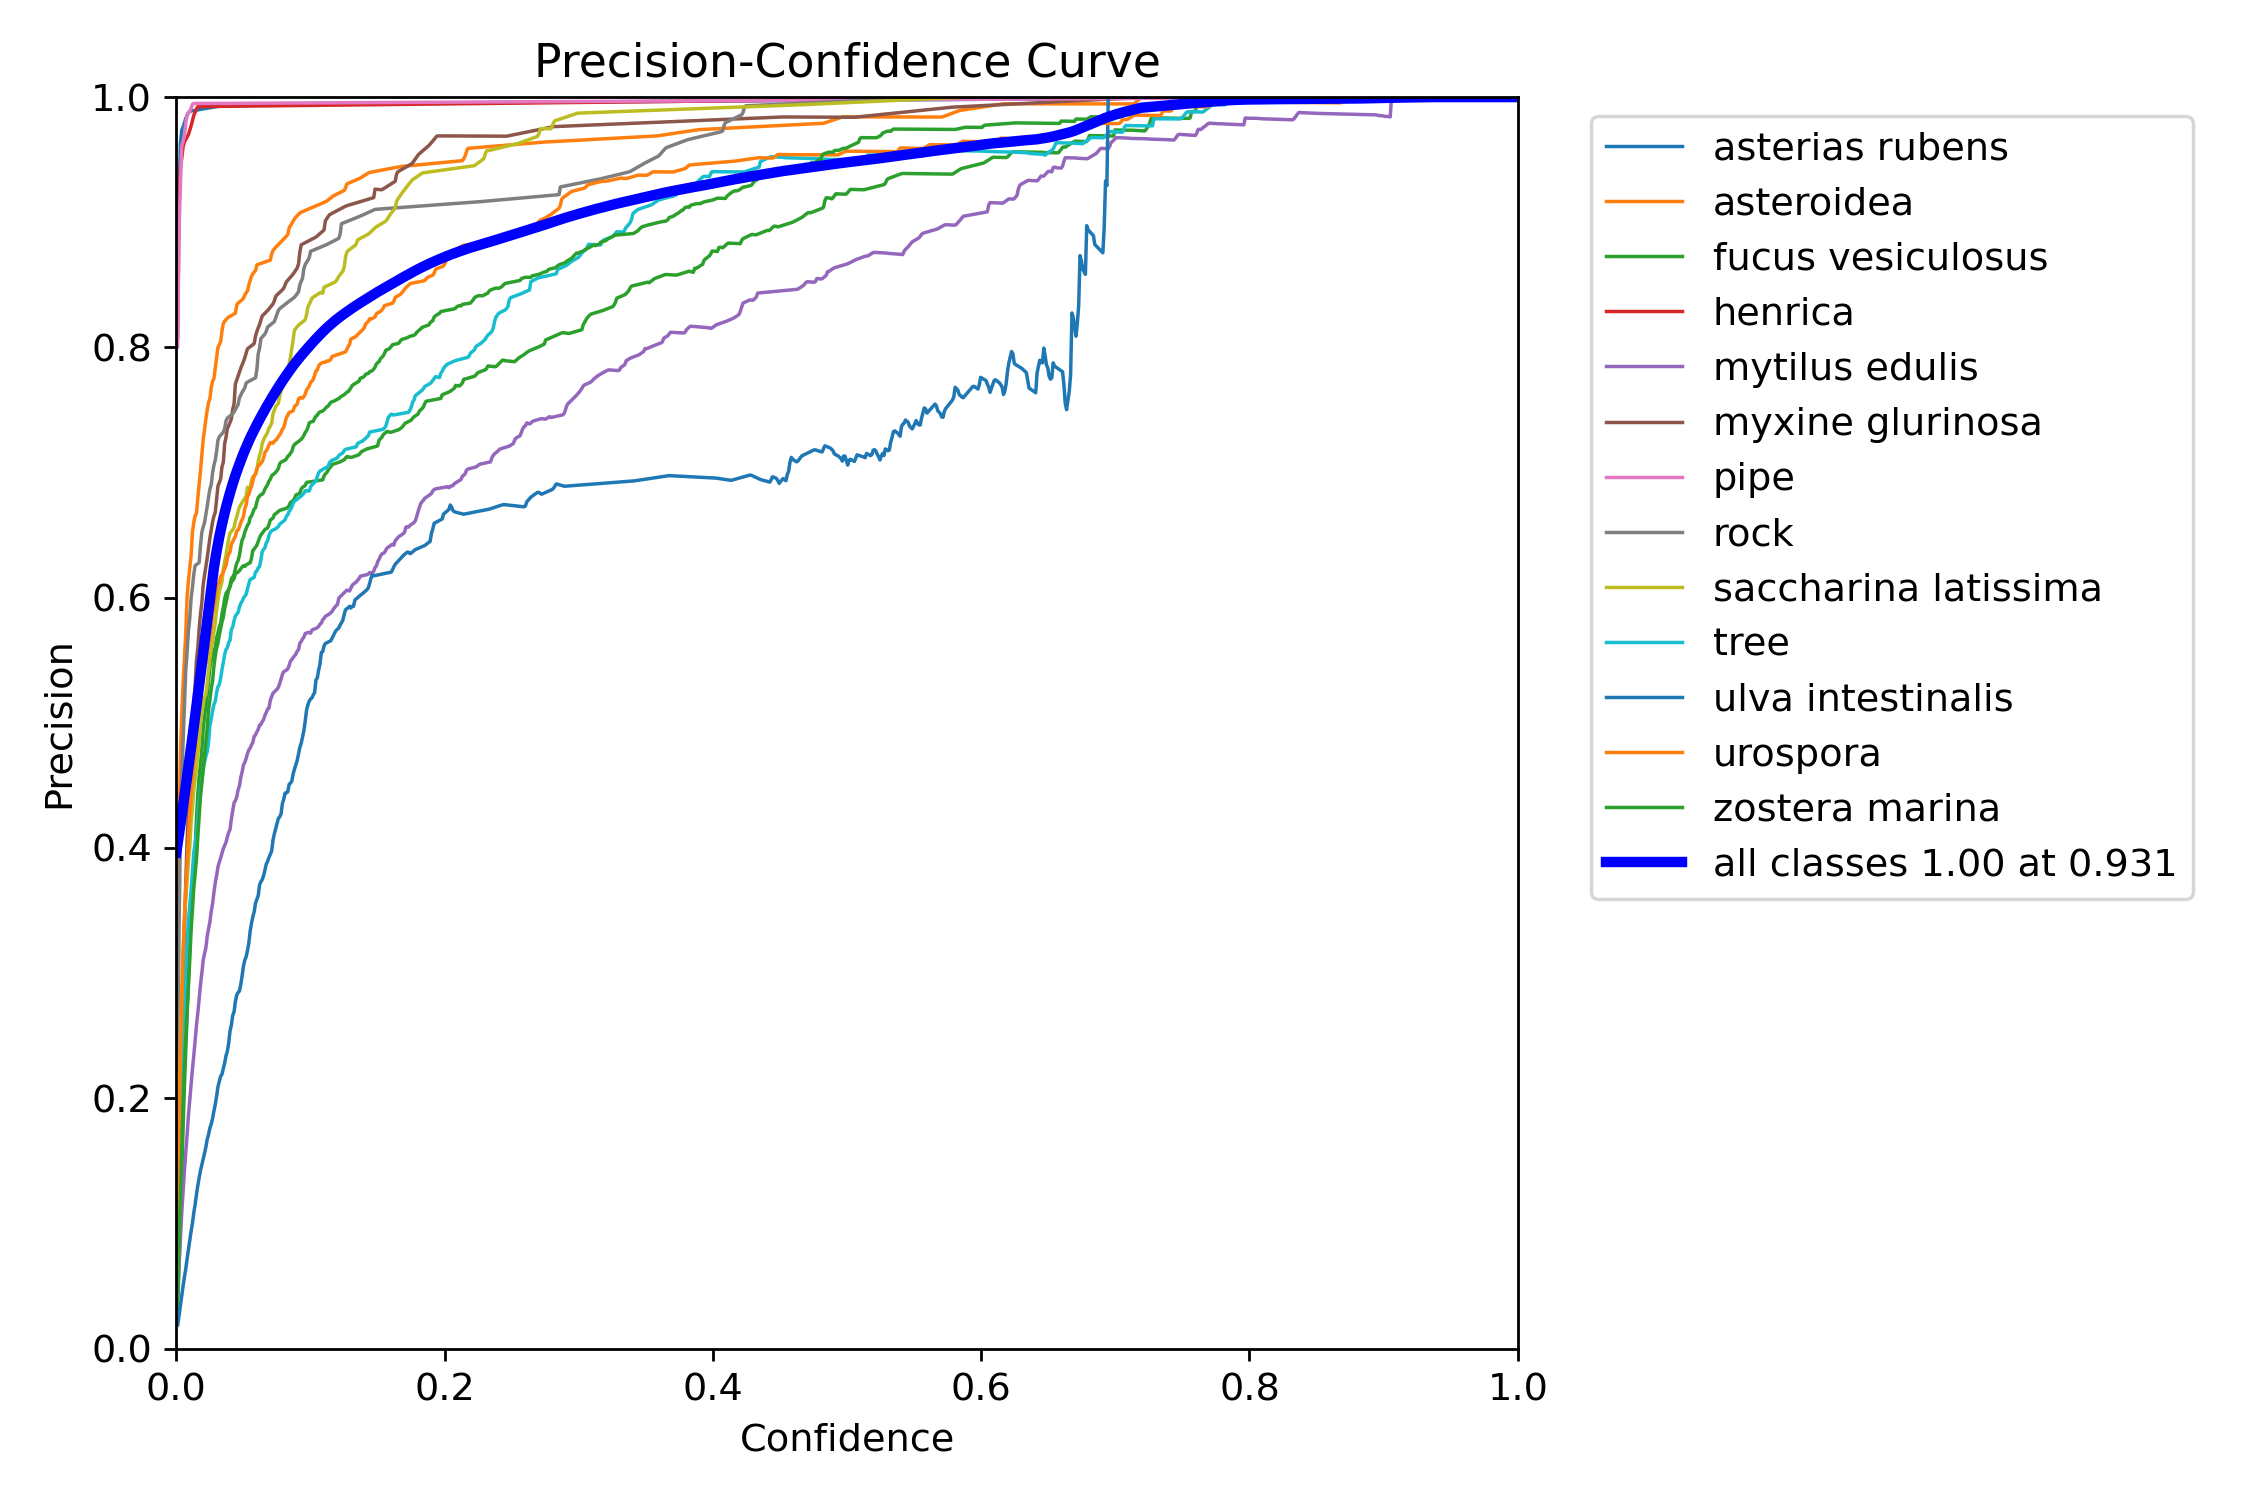 Precision-Confidence Curve
1.0
0.8
0.6
0.4
0.2
0.0
Precision
0.0 0.2 0.4 0.6 0.8 1.0
Confidence
asterias rubens
asteroidea
fucus vesiculosus
henrica
mytilus edulis
myxine glurinosa
pipe
rock
saccharina latissima
tree
ulva intestinalis
urospora
zostera marina
all classes 1.00 at 0.931